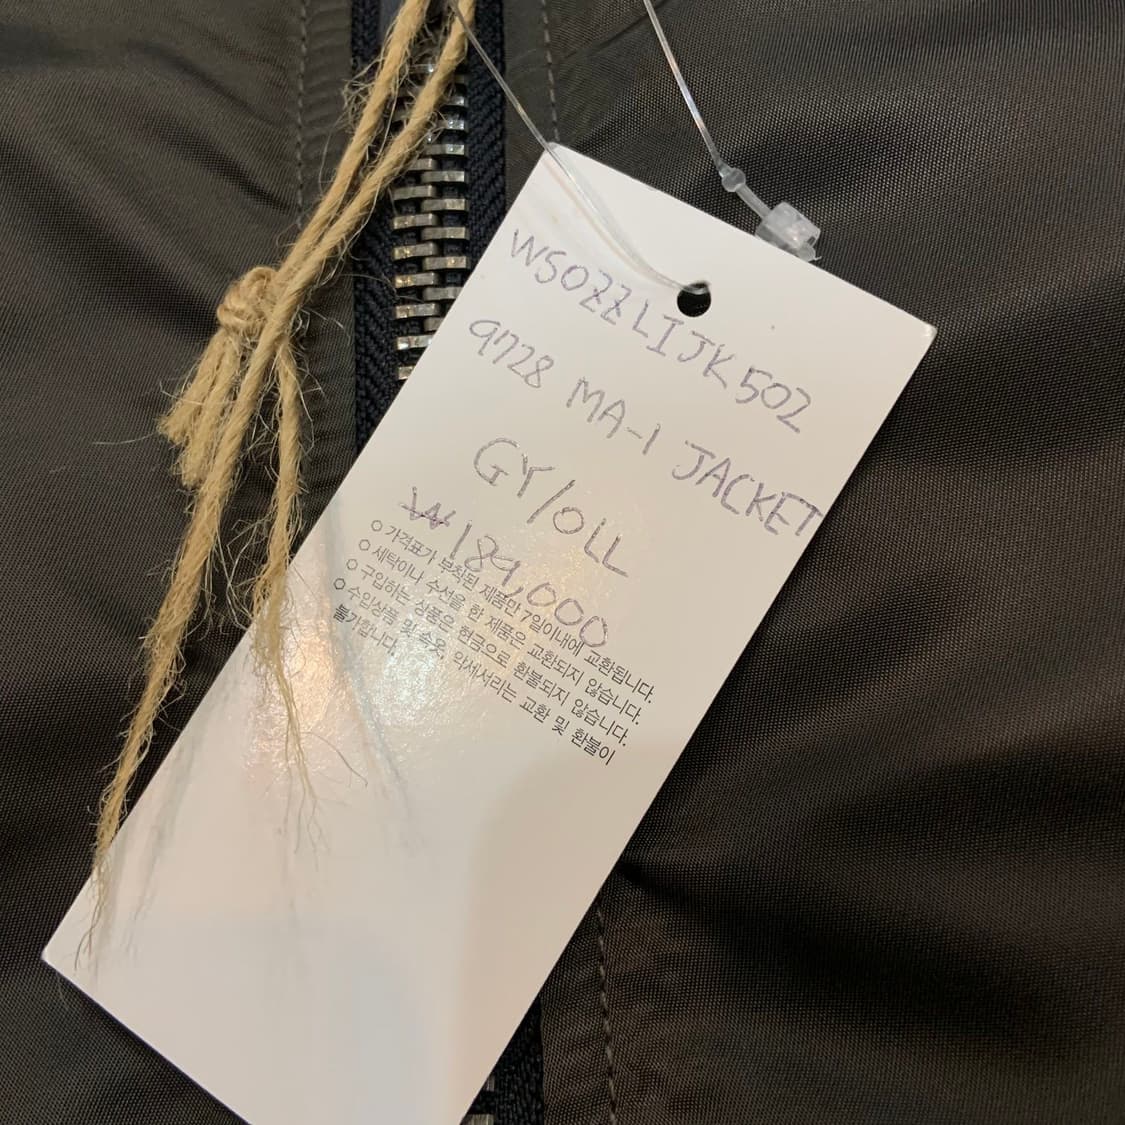 WSOZZLIJK502
9728 MA-1 JACKET
GY/OLL
₩189,000
○ 가격표가 부착된 제품만 7일이내에 교환됩니다.
○ 세탁이나 수선을 한 제품은 교환되지 않습니다.
○ 구입하는 상품은 현금으로 환불되지 않습니다.
○ 수입상품 및 속옷, 악세서리는 교환 및 환불이
불가합니다.